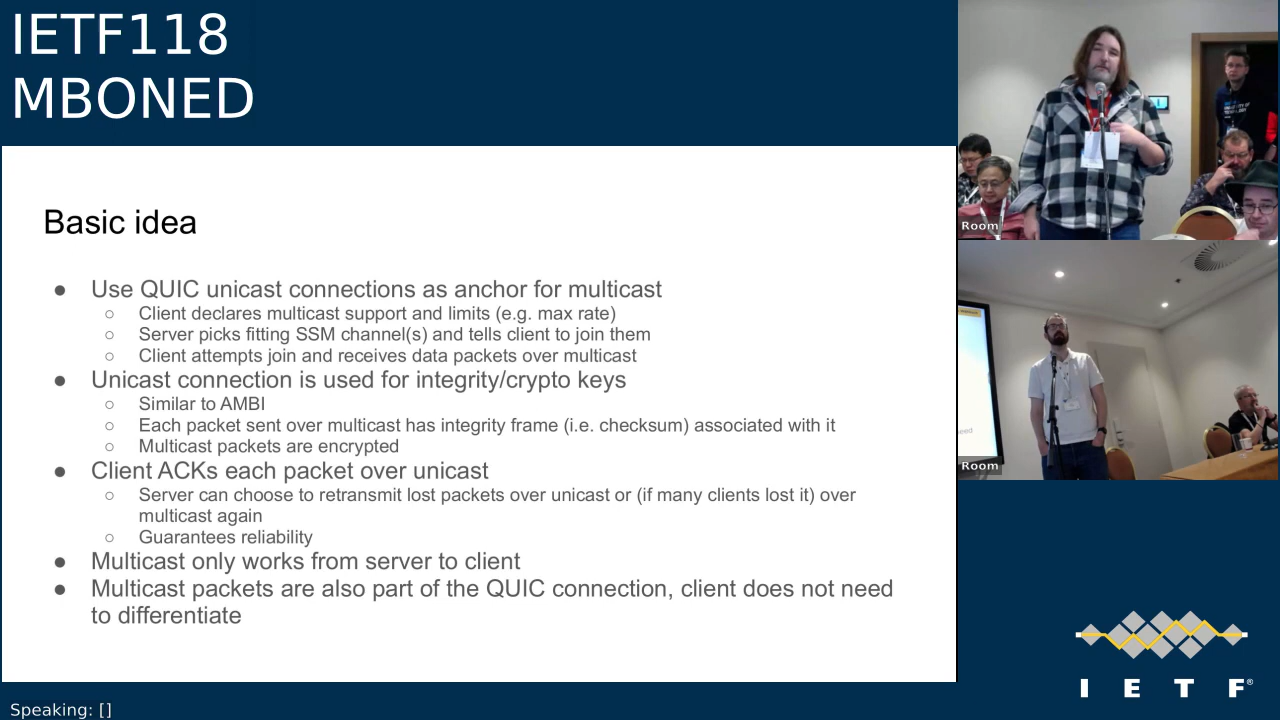 IETF118
MBONED
Basic idea
● Use QUIC unicast connections as anchor for multicast
○ Client declares multicast support and limits (e.g. max rate)
○ Server picks fitting SSM channel(s) and tells client to join them
○ Client attempts join and receives data packets over multicast
● Unicast connection is used for integrity/crypto keys
○ Similar to AMBI
○ Each packet sent over multicast has integrity frame (i.e. checksum) associated with it
○ Multicast packets are encrypted
● Client ACKs each packet over unicast
○ Server can choose to retransmit lost packets over unicast or (if many clients lost it) over
multicast again
○ Guarantees reliability
● Multicast only works from server to client
● Multicast packets are also part of the QUIC connection, client does not need
to differentiate
Room
Room
I E T F®
Speaking: []